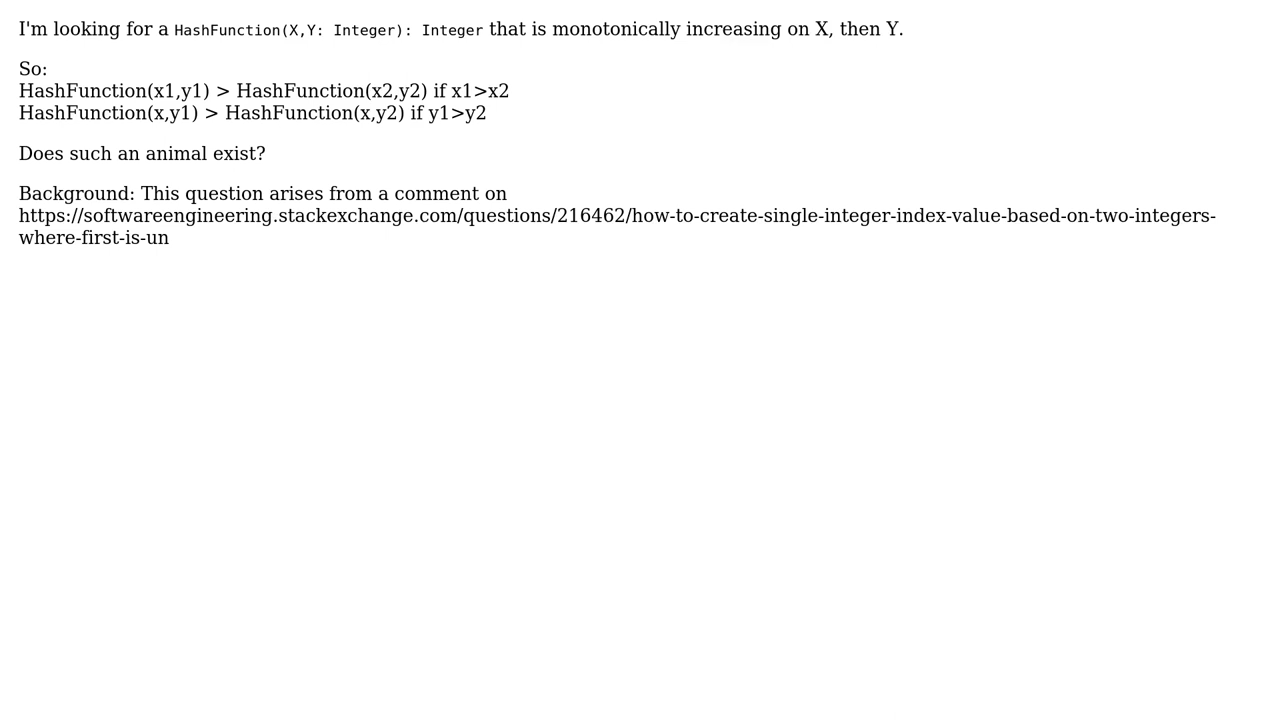 I'm looking for a HashFunction(X,Y: Integer): Integer that is monotonically increasing on X, then Y.
So:
HashFunction(x1,y1) > HashFunction(x2,y2) if x1>x2
HashFunction(x,y1) > HashFunction(x,y2) if y1>y2
Does such an animal exist?
Background: This question arises from a comment on
https://softwareengineering.stackexchange.com/questions/216462/how-to-create-single-integer-index-value-based-on-two-integers-
where-first-is-un